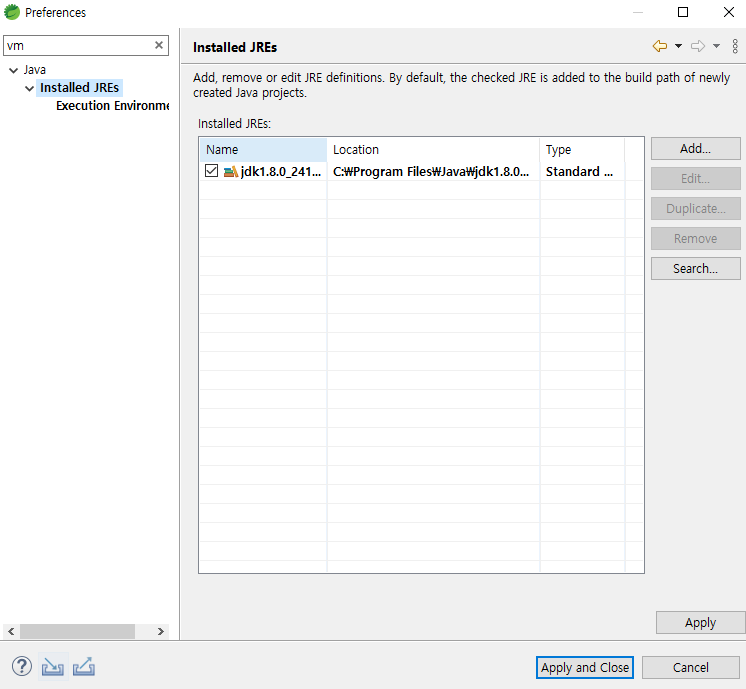 Preferences
vm
Installed JREs
Java
Installed JREs
Execution Environme
Add, remove or edit JRE definitions. By default, the checked JRE is added to the build path of newly
created Java projects.
Installed JREs:
Name Location Type
jdk1.8.0_241... C:₩Program Files₩Java₩jdk1.8.0... Standard ...
Add...
Edit...
Duplicate...
Remove
Search...
Apply
Apply and Close Cancel